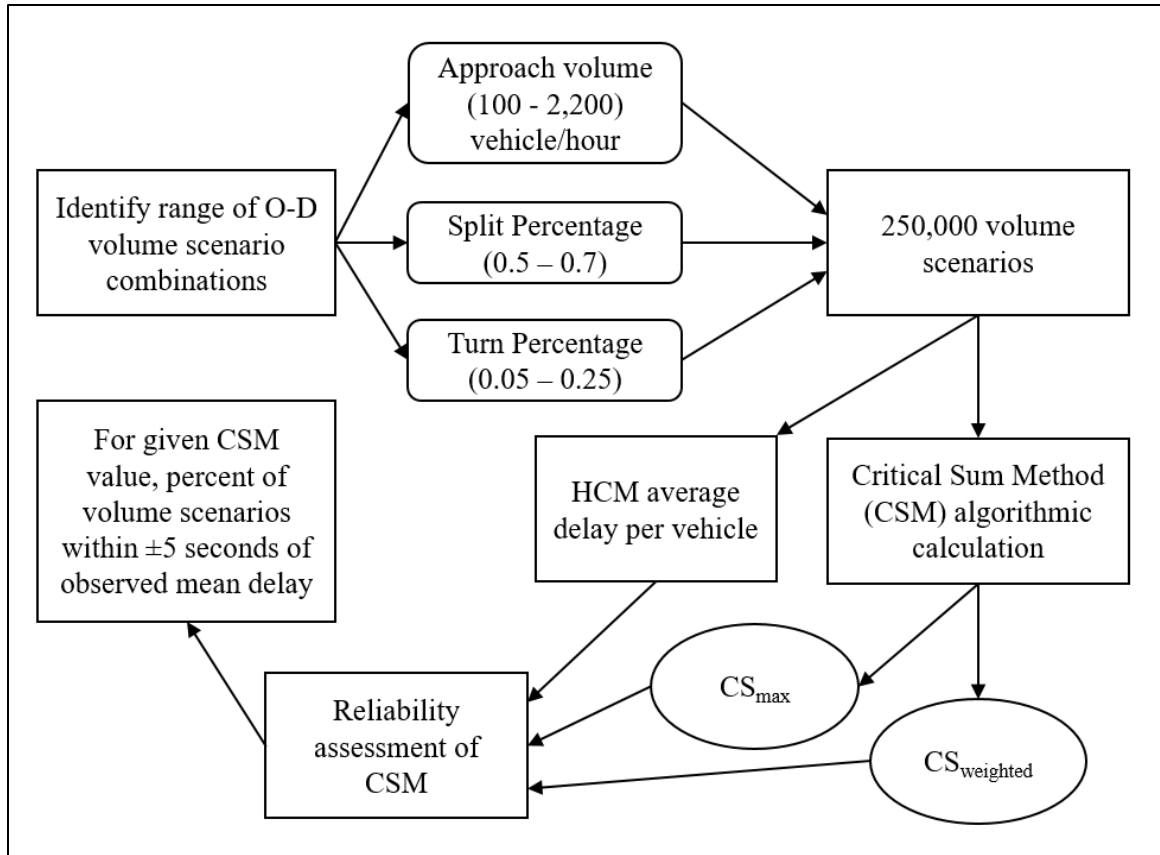 Identify range of O-D
volume scenario
combinations
Approach volume
(100 - 2,200)
vehicle/hour
Split Percentage
(0.5 – 0.7)
Turn Percentage
(0.05 – 0.25)
250,000 volume
scenarios
HCM average
delay per vehicle
Critical Sum Method
(CSM) algorithmic
calculation
CSmax
CSweighted
Reliability
assessment of
CSM
For given CSM
value, percent of
volume scenarios
within ±5 seconds of
observed mean delay